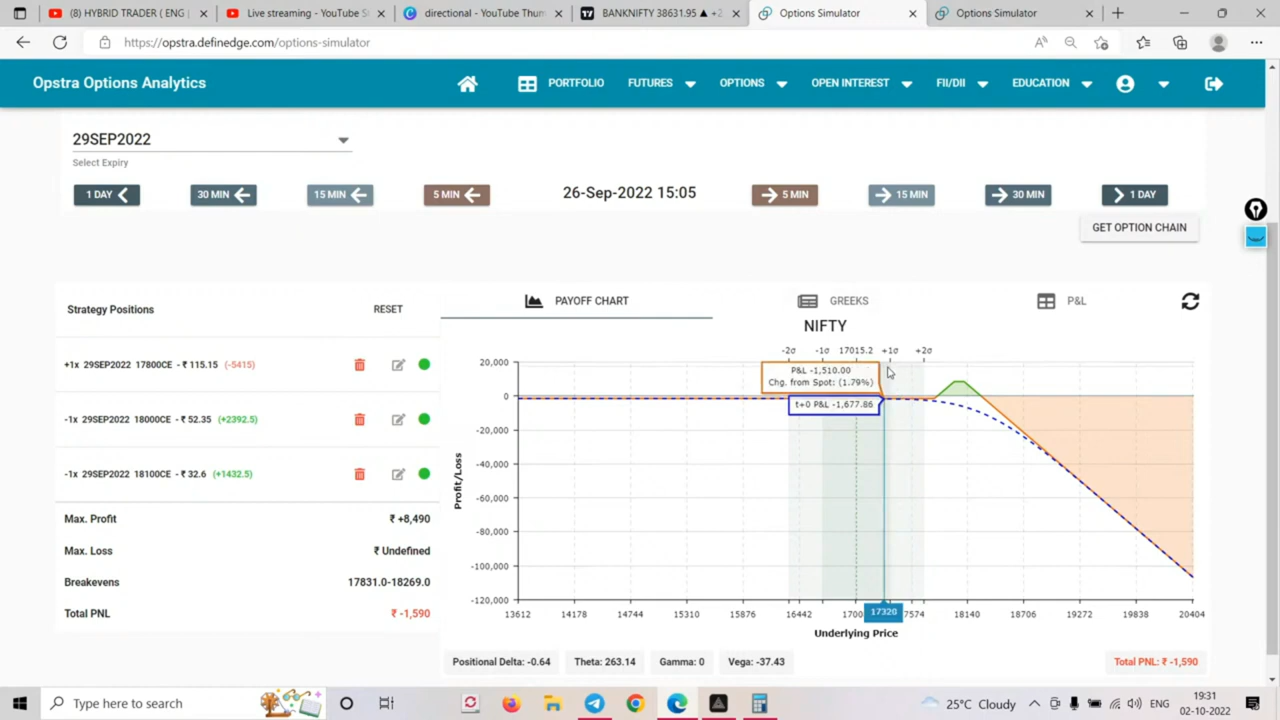 (8) HYBRID TRADER ( ENG |
Live streaming - YouTube S
directional - YouTube Thum
BANKNIFTY 38631.95 ▲ +2
Options Simulator
Options Simulator
https://opstra.definedge.com/options-simulator
Opstra Options Analytics
PORTFOLIO
FUTURES
OPTIONS
OPEN INTEREST
FII/DII
EDUCATION
29SEP2022
Select Expiry
1 DAY
30 MIN
15 MIN
5 MIN
26-Sep-2022 15:05
5 MIN
15 MIN
30 MIN
1 DAY
GET OPTION CHAIN
Strategy Positions
RESET
PAYOFF CHART
GREEKS
P&L
NIFTY
-2σ -1σ 17015.2 +1σ +2σ
+1x 29SEP2022 17800CE - ₹ 115.15 (-5415)
-1x 29SEP2022 18000CE - ₹ 52.35 (+2392.5)
-1x 29SEP2022 18100CE - ₹ 32.6 (+1432.5)
Max. Profit ₹ +8,490
Max. Loss ₹ Undefined
Breakevens 17831.0-18269.0
Total PNL ₹ -1,590
P&L -1,510.00
Chg. from Spot: (1.79%)
t+0 P&L -1,677.86
20,000
0
-20,000
-40,000
-60,000
-80,000
-100,000
-120,000
Profit/Loss
13612 14178 14744 15310 15876 16442 1700 17320 7574 18140 18706 19272 19838 20404
Underlying Price
Positional Delta: -0.64
Theta: 263.14
Gamma: 0
Vega: -37.43
Total PNL: ₹ -1,590
Type here to search
25°C Cloudy
ENG
19:31
02-10-2022